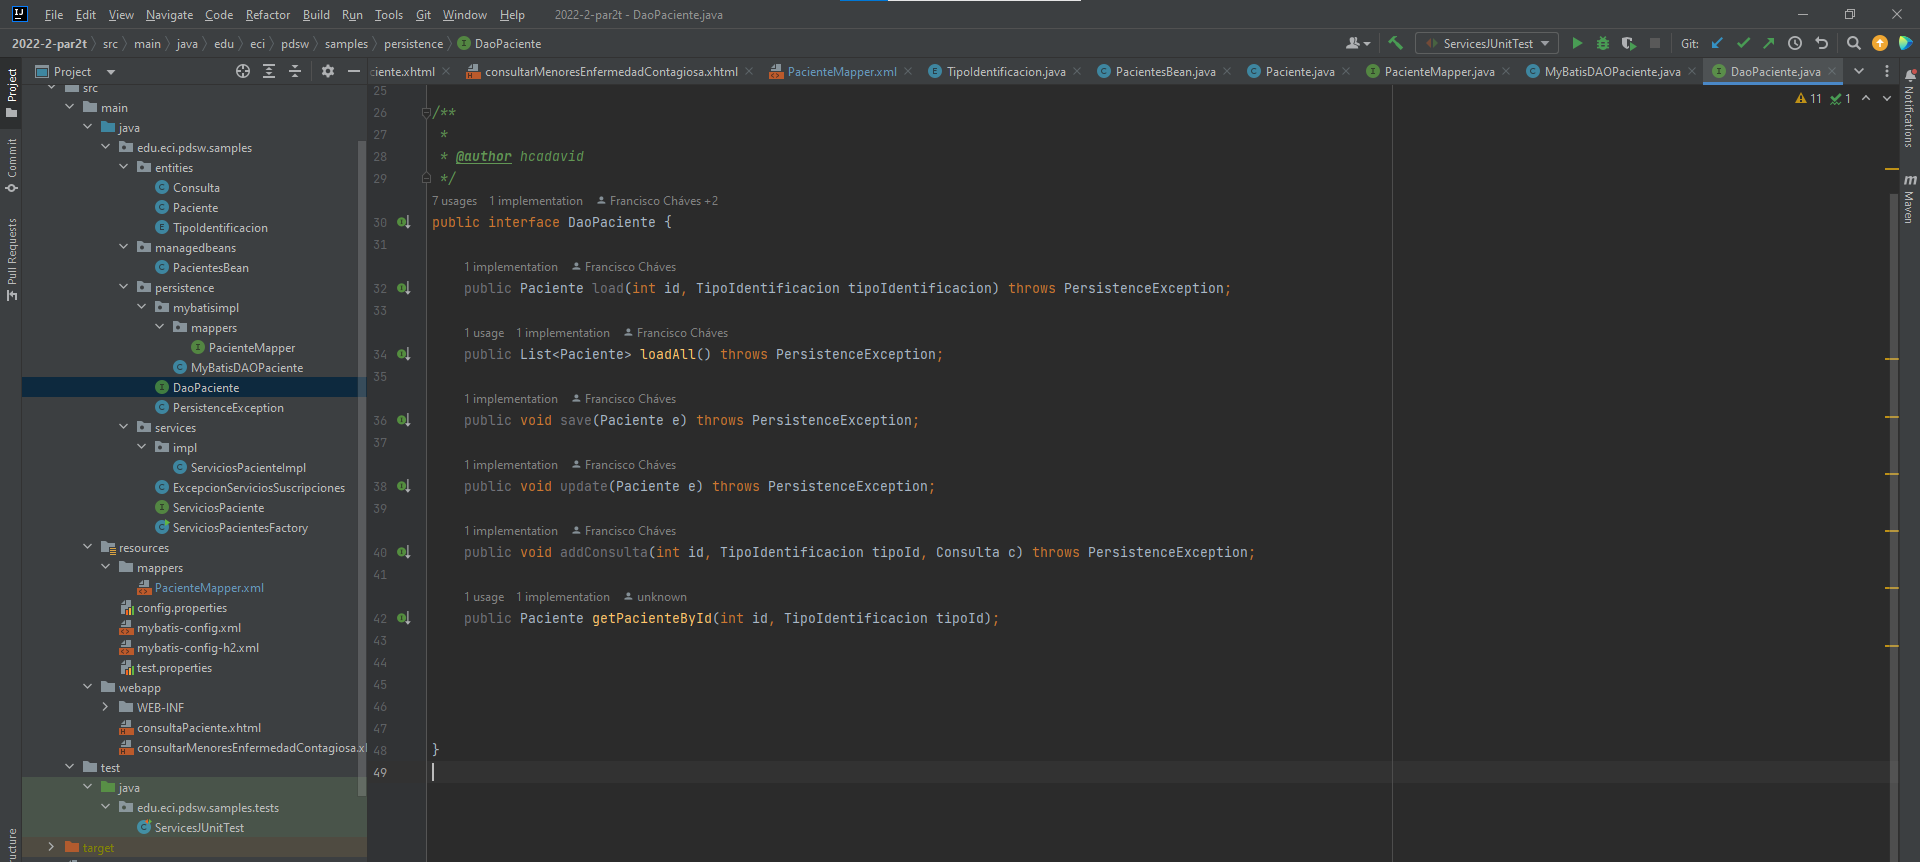 File Edit View Navigate Code Refactor Build Run Tools Git Window Help 2022-2-par2t - DaoPaciente.java
2022-2-par2t src main java edu eci pdsw samples persistence DaoPaciente
ServicesJUnitTest Git:
Project
ciente.xhtml consultarMenoresEnfermedadContagiosa.xhtml PacienteMapper.xml TipoIdentificacion.java PacientesBean.java Paciente.java PacienteMapper.java MyBatisDAOPaciente.java DaoPaciente.java
Project
Commit
Pull Requests
ructure
src
main
java
edu.eci.pdsw.samples
entities
Consulta
Paciente
TipoIdentificacion
managedbeans
PacientesBean
persistence
mybatisimpl
mappers
PacienteMapper
MyBatisDAOPaciente
DaoPaciente
PersistenceException
services
impl
ServiciosPacienteImpl
ExcepcionServiciosSuscripciones
ServiciosPaciente
ServiciosPacientesFactory
resources
mappers
PacienteMapper.xml
config.properties
mybatis-config.xml
mybatis-config-h2.xml
test.properties
webapp
WEB-INF
consultaPaciente.xhtml
consultarMenoresEnfermedadContagiosa.xl
test
java
edu.eci.pdsw.samples.tests
ServicesJUnitTest
target
25
26 /**
27 *
28 * @author hcadavid
29 */
7 usages 1 implementation Francisco Cháves +2
30 public interface DaoPaciente {
31
1 implementation Francisco Cháves
32 public Paciente load(int id, TipoIdentificacion tipoIdentificacion) throws PersistenceException;
33
1 usage 1 implementation Francisco Cháves
34 public List<Paciente> loadAll() throws PersistenceException;
35
1 implementation Francisco Cháves
36 public void save(Paciente e) throws PersistenceException;
37
1 implementation Francisco Cháves
38 public void update(Paciente e) throws PersistenceException;
39
1 implementation Francisco Cháves
40 public void addConsulta(int id, TipoIdentificacion tipoId, Consulta c) throws PersistenceException;
41
1 usage 1 implementation unknown
42 public Paciente getPacienteById(int id, TipoIdentificacion tipoId);
43
44
45
46
47
48 }
49
11 1
Notifications
Maven